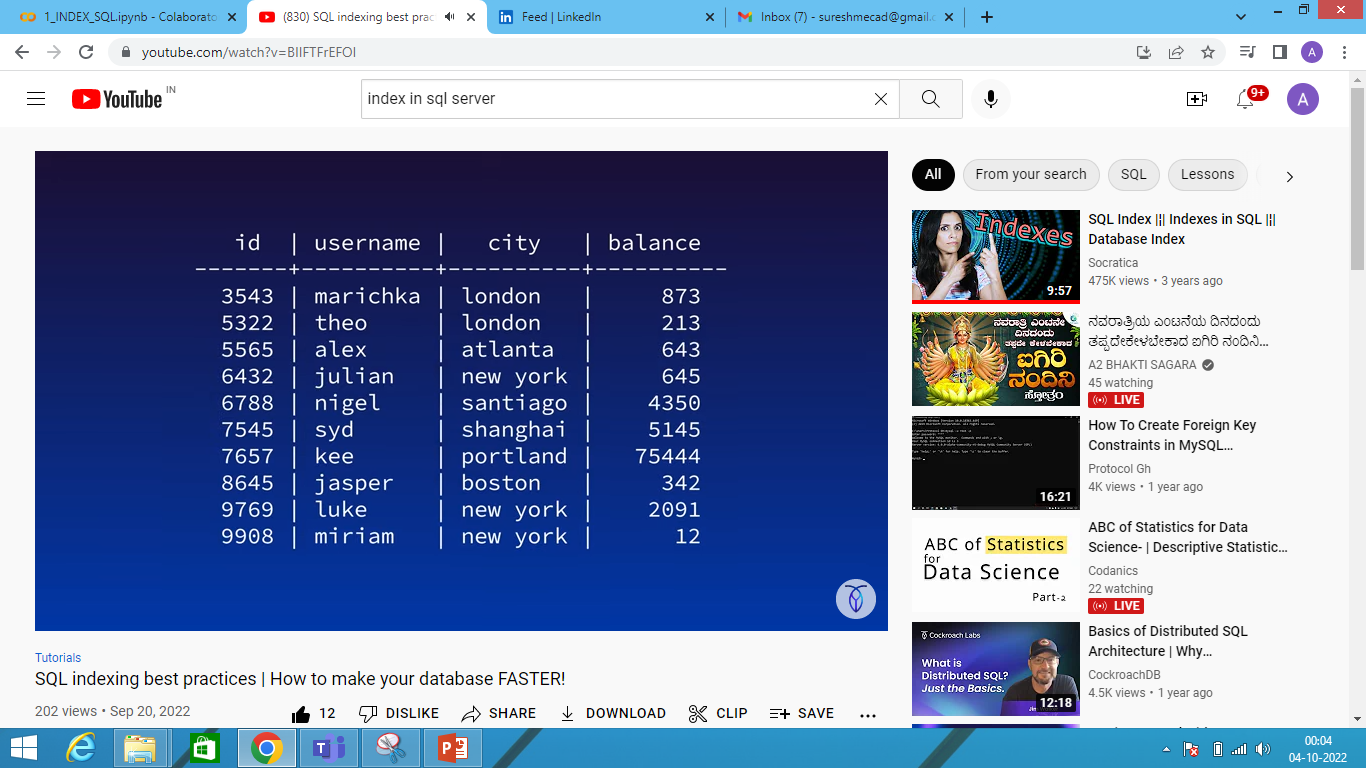 1_INDEX_SQL.ipynb - Colaborato
(830) SQL indexing best prac
Feed | LinkedIn
Inbox (7) - sureshmecad@gmail.c
youtube.com/watch?v=BIIFTFrEFOI
A
YouTube IN
index in sql server
9+
A
id | username | city | balance
--------+----------+----------+----------
3543 | marichka | london | 873
5322 | theo | london | 213
5565 | alex | atlanta | 643
6432 | julian | new york | 645
6788 | nigel | santiago | 4350
7545 | syd | shanghai | 5145
7657 | kee | portland | 75444
8645 | jasper | boston | 342
9769 | luke | new york | 2091
9908 | miriam | new york | 12
Tutorials
SQL indexing best practices | How to make your database FASTER!
202 views • Sep 20, 2022
12
DISLIKE
SHARE
DOWNLOAD
CLIP
SAVE
All
From your search
SQL
Lessons
Indexes
9:57
SQL Index |¦| Indexes in SQL |¦|
Database Index
Socratica
475K views • 3 years ago
ನವರಾತ್ರಿ ಎಂಟನೇ
ದಿನದಂದು
ತಪ್ಪದೇ ಕೇಳಬೇಕಾದ
ಐಗಿರಿ
ನಂದಿನಿ
ಸ್ತೋತ್ರಂ
ನವರಾತ್ರಿಯ ಎಂಟನೆಯ ದಿನದಂದು
ತಪ್ಪದೇಕೇಳಬೇಕಾದ ಐಗಿರಿ ನಂದಿನಿ...
A2 BHAKTI SAGARA
45 watching
LIVE
16:21
How To Create Foreign Key
Constraints in MySQL...
Protocol Gh
4K views • 1 year ago
ABC of Statistics
for
Data Science
Part-2
ABC of Statistics for Data
Science- | Descriptive Statistic...
Codanics
22 watching
LIVE
Cockroach Labs
What is
Distributed SQL?
Just the Basics.
12:18
Basics of Distributed SQL
Architecture | Why...
CockroachDB
4.5K views • 1 year ago
00:04
04-10-2022